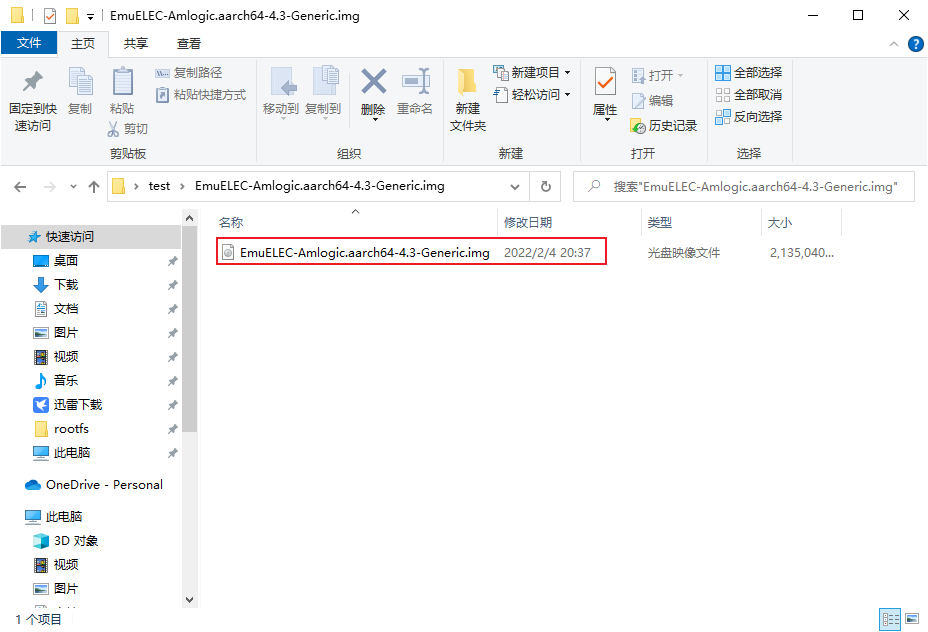 EmuELEC-Amlogic.aarch64-4.3-Generic.img
文件 主页 共享 查看
固定到快速访问
复制
粘贴
复制路径
粘贴快捷方式
剪切
剪贴板
移动到 复制到 删除 重命名
组织
新建文件夹
新建项目
轻松访问
新建
属性
打开
编辑
历史记录
打开
全部选择
全部取消
反向选择
选择
test EmuELEC-Amlogic.aarch64-4.3-Generic.img
搜索"EmuELEC-Amlogic.aarch64-4.3-Generic.img"
名称 修改日期 类型 大小
EmuELEC-Amlogic.aarch64-4.3-Generic.img 2022/2/4 20:37 光盘映像文件 2,135,040...
快速访问
桌面
下载
文档
图片
视频
音乐
迅雷下载
rootfs
此电脑
OneDrive - Personal
此电脑
3D 对象
视频
图片
1 个项目